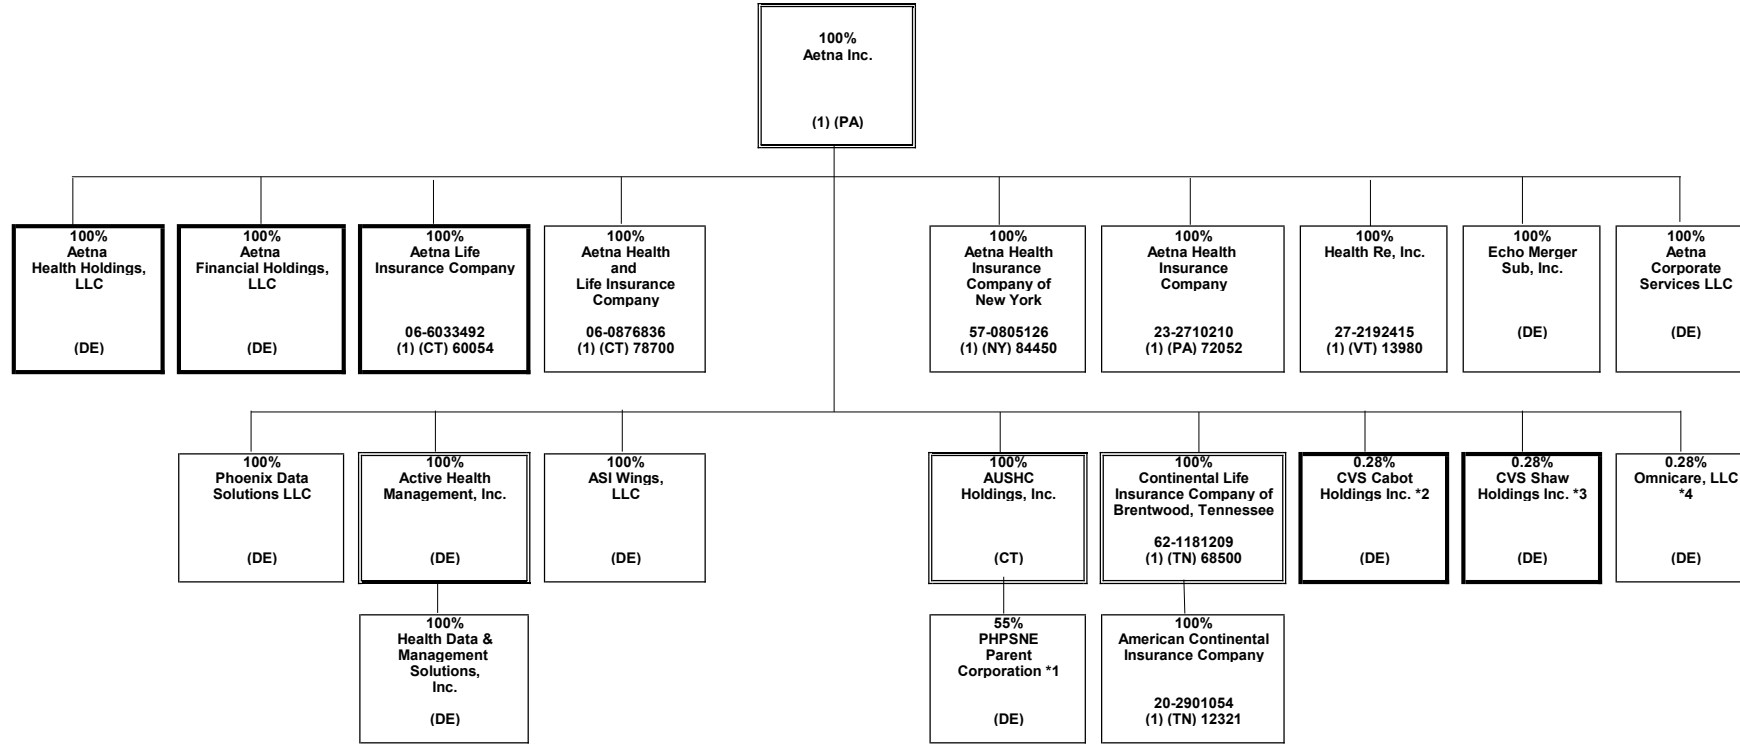 100%
Aetna Inc.
(1) (PA)
100%
Aetna
Health Holdings,
LLC
(DE)
100%
Aetna
Financial Holdings,
LLC
(DE)
100%
Aetna Life
Insurance Company
06-6033492
(1) (CT) 60054
100%
Aetna Health
and
Life Insurance
Company
06-0876836
(1) (CT) 78700
100%
Aetna Health
Insurance
Company of
New York
57-0805126
(1) (NY) 84450
100%
Aetna Health
Insurance
Company
23-2710210
(1) (PA) 72052
100%
Health Re, Inc.
27-2192415
(1) (VT) 13980
100%
Echo Merger
Sub, Inc.
(DE)
100%
Aetna
Corporate
Services LLC
(DE)
100%
Phoenix Data
Solutions LLC
(DE)
100%
Active Health
Management, Inc.
(DE)
100%
ASI Wings,
LLC
(DE)
100%
AUSHC
Holdings, Inc.
(CT)
100%
Continental Life
Insurance Company of
Brentwood, Tennessee
62-1181209
(1) (TN) 68500
0.28%
CVS Cabot
Holdings Inc. *2
(DE)
0.28%
CVS Shaw
Holdings Inc. *3
(DE)
0.28%
Omnicare, LLC
*4
(DE)
100%
Health Data &
Management
Solutions,
Inc.
(DE)
55%
PHPSNE
Parent
Corporation *1
(DE)
100%
American Continental
Insurance Company
20-2901054
(1) (TN) 12321